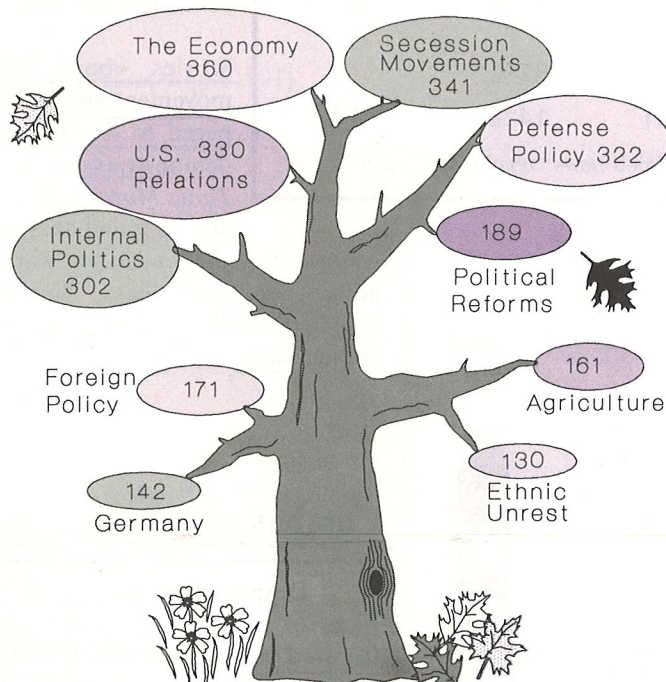 The Economy
360
Secession
Movements
341
U.S. 330
Relations
Defense
Policy 322
Internal
Politics
302
189
Political
Reforms
Foreign
Policy
171
161
Agriculture
142
Germany
130
Ethnic
Unrest